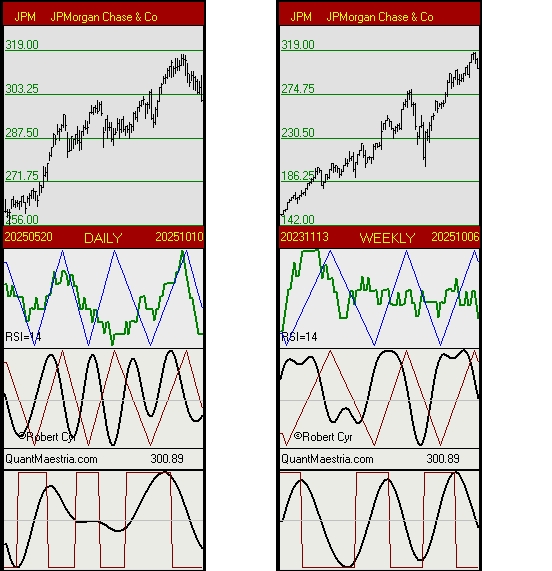 JPM JPMorgan Chase & Co
319.00
303.25
287.50
271.75
256.00
20250520 DAILY 20251010
RSI=14
©Robert Cyr
QuantMaestria.com 300.89
JPM JPMorgan Chase & Co
319.00
274.75
230.50
186.25
142.00
20231113 WEEKLY 20251006
RSI=14
©Robert Cyr
QuantMaestria.com 300.89